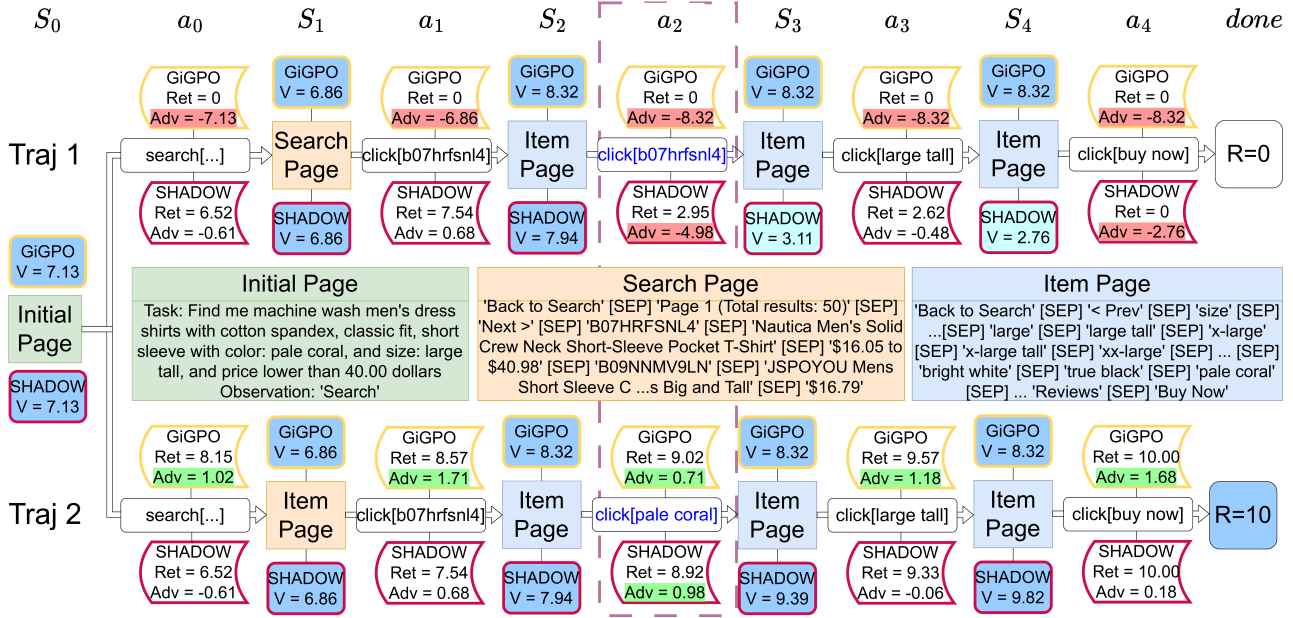 S₀ a₀ S₁ a₁ S₂ a₂ S₃ a₃ S₄ a₄ done
GiGPO
Ret = 0
Adv = -7.13
GiGPO
V = 6.86
GiGPO
Ret = 0
Adv = -6.86
GiGPO
V = 8.32
GiGPO
Ret = 0
Adv = -8.32
GiGPO
V = 8.32
GiGPO
Ret = 0
Adv = -8.32
GiGPO
V = 8.32
GiGPO
Ret = 0
Adv = -8.32
Traj 1
search[...]
Search
Page
click[b07hrfsnl4]
Item
Page
click[b07hrfsnl4]
Item
Page
click[large tall]
Item
Page
click[buy now]
R=0
SHADOW
Ret = 6.52
Adv = -0.61
SHADOW
V = 6.86
SHADOW
Ret = 7.54
Adv = 0.68
SHADOW
V = 7.94
SHADOW
Ret = 2.95
Adv = -4.98
SHADOW
V = 3.11
SHADOW
Ret = 2.62
Adv = -0.48
SHADOW
V = 2.76
SHADOW
Ret = 0
Adv = -2.76
GiGPO
V = 7.13
Initial
Page
SHADOW
V = 7.13
Initial Page
Task: Find me machine wash men's dress
shirts with cotton spandex, classic fit, short
sleeve with color: pale coral, and size: large
tall, and price lower than 40.00 dollars
Observation: 'Search'
Search Page
'Back to Search' [SEP] 'Page 1 (Total results: 50)' [SEP]
'Next >' [SEP] 'B07HRFSNL4' [SEP] 'Nautica Men's Solid
Crew Neck Short-Sleeve Pocket T-Shirt' [SEP] '$16.05 to
$40.98' [SEP] 'B09NNMV9LN' [SEP] 'JSPOYOU Mens
Short Sleeve C ...s Big and Tall' [SEP] '$16.79'
Item Page
'Back to Search' [SEP] '< Prev' [SEP] 'size' [SEP]
...[SEP] 'large' [SEP] 'large tall' [SEP] 'x-large'
[SEP] 'x-large tall' [SEP] 'xx-large' [SEP] ... [SEP]
'bright white' [SEP] 'true black' [SEP] 'pale coral'
[SEP] ... 'Reviews' [SEP] 'Buy Now'
GiGPO
Ret = 8.15
Adv = 1.02
GiGPO
V = 6.86
GiGPO
Ret = 8.57
Adv = 1.71
GiGPO
V = 8.32
GiGPO
Ret = 9.02
Adv = 0.71
GiGPO
V = 8.32
GiGPO
Ret = 9.57
Adv = 1.18
GiGPO
V = 8.32
GiGPO
Ret = 10.00
Adv = 1.68
Traj 2
search[...]
Item
Page
click[b07hrfsnl4]
Item
Page
click[pale coral]
Item
Page
click[large tall]
Item
Page
click[buy now]
R=10
SHADOW
Ret = 6.52
Adv = -0.61
SHADOW
V = 6.86
SHADOW
Ret = 7.54
Adv = 0.68
SHADOW
V = 7.94
SHADOW
Ret = 8.92
Adv = 0.98
SHADOW
V = 9.39
SHADOW
Ret = 9.33
Adv = -0.06
SHADOW
V = 9.82
SHADOW
Ret = 10.00
Adv = 0.18